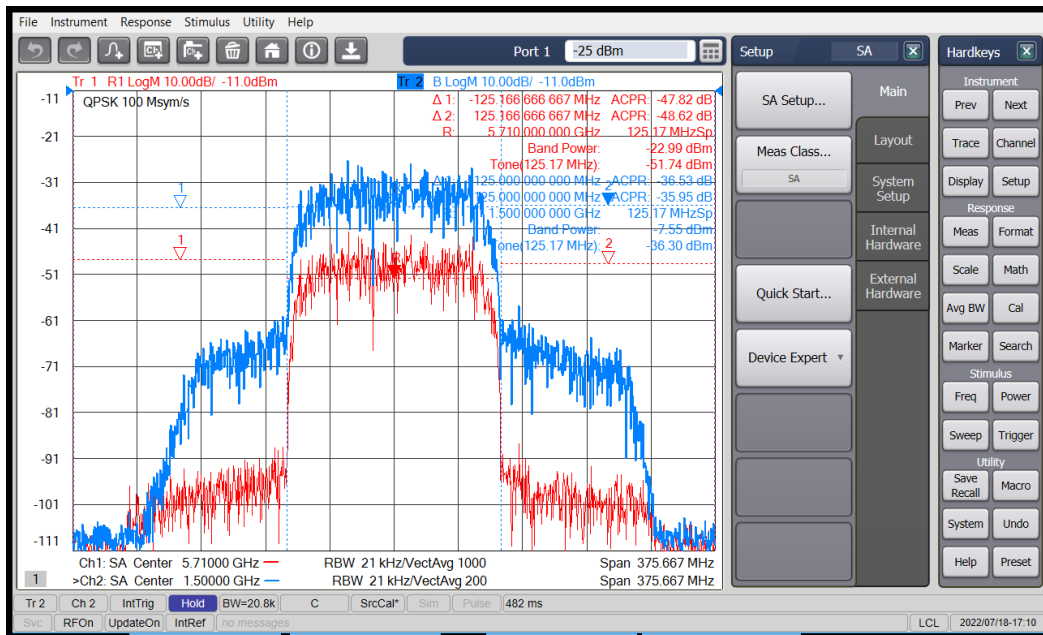 File Instrument Response Stimulus Utility Help
Port 1 -25 dBm
Setup SA X
Hardkeys X
Tr 1 R1 LogM 10.00dB/ -11.0dBm
Tr 2 B LogM 10.00dB/ -11.0dBm
QPSK 100 Msym/s
Δ 1: -125.166 666 667 MHz ACPR: -47.82 dB
Δ 2: 125.166 666 667 MHz ACPR: -48.62 dB
R: 5.710 000 000 GHz 125.17 MHzSp
Band Power: -22.99 dBm
Tone(125.17 MHz): -51.74 dBm
125.000 000 000 MHz ACPR: -36.53 dB
25.000 000 000 MHz ACPR: -35.95 dB
1.500 000 000 GHz 125.17 MHzSp
Band Power: -7.55 dBm
one(125.17 MHz): -36.30 dBm
1
2
1
2
-11
-21
-31
-41
-51
-61
-71
-81
-91
-101
-111
1
Ch1: SA Center 5.71000 GHz
RBW 21 kHz/VectAvg 1000
Span 375.667 MHz
>Ch2: SA Center 1.50000 GHz
RBW 21 kHz/VectAvg 200
Span 375.667 MHz
SA Setup...
Meas Class...
SA
Quick Start...
Device Expert
Main
Layout
System
Setup
Internal
Hardware
External
Hardware
Instrument
Prev Next
Trace Channel
Display Setup
Response
Meas Format
Scale Math
Avg BW Cal
Marker Search
Stimulus
Freq Power
Sweep Trigger
Utility
Save
Recall
Macro
System Undo
Help Preset
Tr 2 Ch 2 IntTrig Hold BW=20.8k C SrcCal* Sim Pulse 482 ms
Svc RFOn UpdateOn IntRef no messages LCL 2022/07/18-17:10